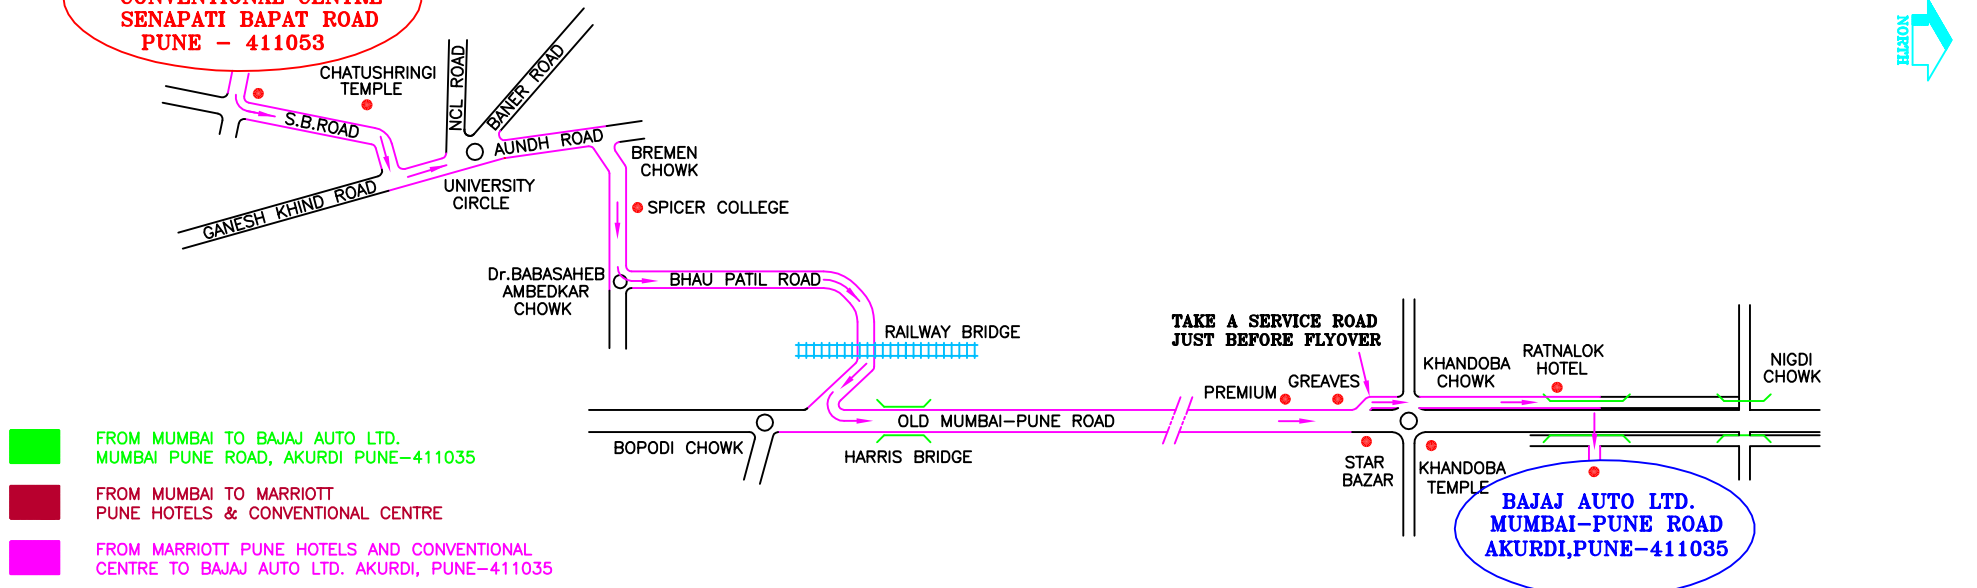 CONVENTIONAL CENTRE
SENAPATI BAPAT ROAD
PUNE - 411053
NORTH
CHATUSHRINGI
TEMPLE
S.B.ROAD
NCL ROAD
BANER ROAD
AUNDH ROAD
BREMEN
CHOWK
UNIVERSITY
CIRCLE
GANESH KHIND ROAD
SPICER COLLEGE
Dr.BABASAHEB
AMBEDKAR
CHOWK
BHAU PATIL ROAD
RAILWAY BRIDGE
TAKE A SERVICE ROAD
JUST BEFORE FLYOVER
PREMIUM
GREAVES
KHANDOBA
CHOWK
RATNALOK
HOTEL
NIGDI
CHOWK
OLD MUMBAI-PUNE ROAD
BOPODI CHOWK
HARRIS BRIDGE
STAR
BAZAR
KHANDOBA
TEMPLE
BAJAJ AUTO LTD.
MUMBAI-PUNE ROAD
AKURDI,PUNE-411035
FROM MUMBAI TO BAJAJ AUTO LTD.
MUMBAI PUNE ROAD, AKURDI PUNE-411035
FROM MUMBAI TO MARRIOTT
PUNE HOTELS & CONVENTIONAL CENTRE
FROM MARRIOTT PUNE HOTELS AND CONVENTIONAL
CENTRE TO BAJAJ AUTO LTD. AKURDI, PUNE-411035